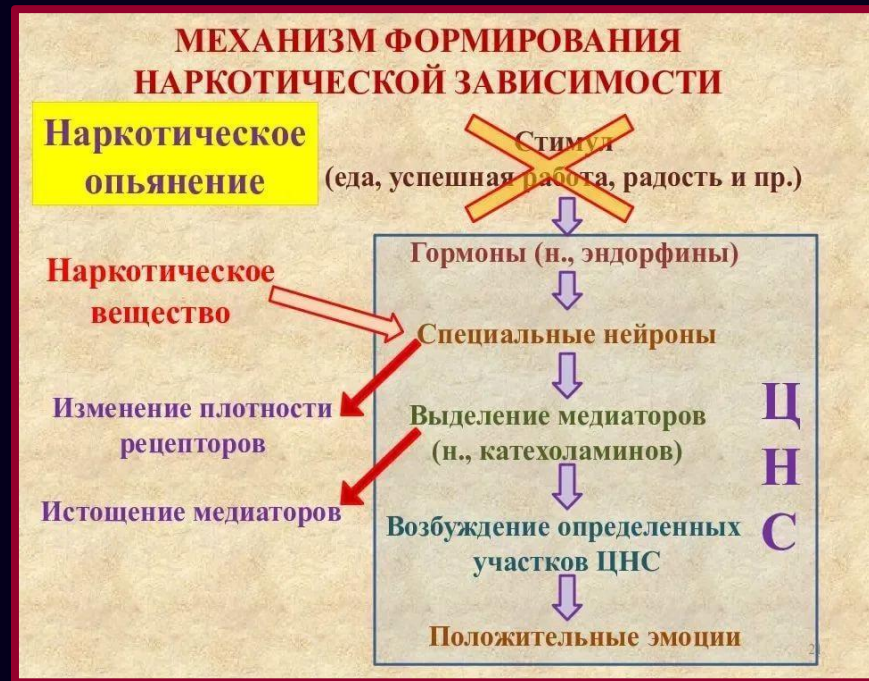 МЕХАНИЗМ ФОРМИРОВАНИЯ
НАРКОТИЧЕСКОЙ ЗАВИСИМОСТИ
Наркотическое
опьянение
Стимул
(еда, успешная работа, радость и пр.)
Гормоны (н., эндорфины)
Наркотическое
вещество
Специальные нейроны
Изменение плотности
рецепторов
Выделение медиаторов
(н., катехоламинов)
Истощение медиаторов
Возбуждение определенных
участков ЦНС
Положительные эмоции
Ц
Н
С